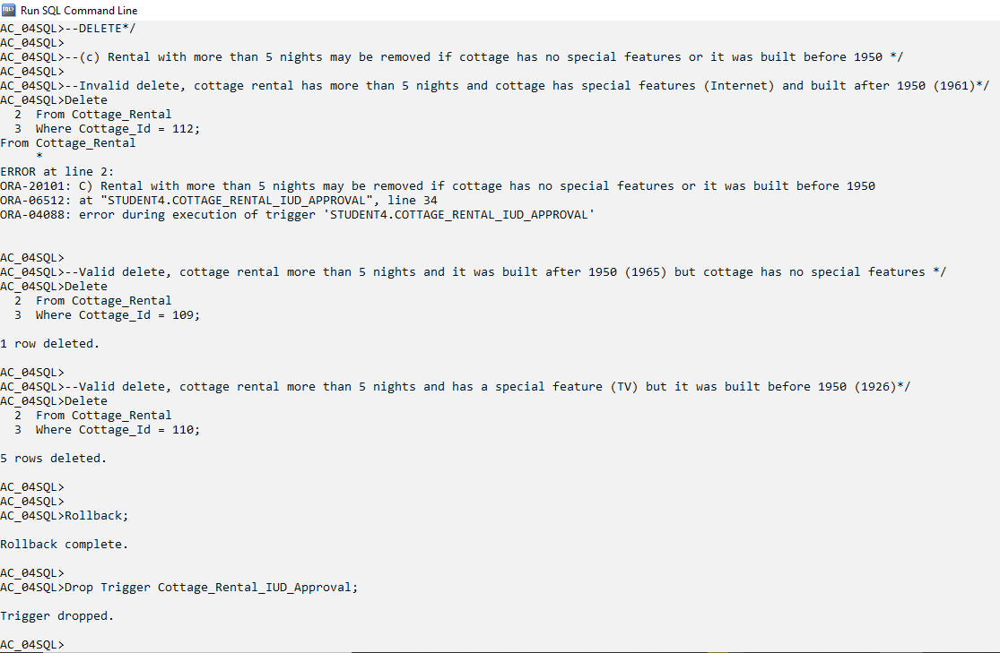 SQL> Run SQL Command Line
AC_04SQL>--DELETE*/
AC_04SQL>
AC_04SQL>--(c) Rental with more than 5 nights may be removed if cottage has no special features or it was built before 1950 */
AC_04SQL>
AC_04SQL>--Invalid delete, cottage rental has more than 5 nights and cottage has special features (Internet) and built after 1950 (1961)*/
AC_04SQL>Delete
  2  From Cottage_Rental
  3  Where Cottage_Id = 112;
From Cottage_Rental
     *
ERROR at line 2:
ORA-20101: C) Rental with more than 5 nights may be removed if cottage has no special features or it was built before 1950
ORA-06512: at "STUDENT4.COTTAGE_RENTAL_IUD_APPROVAL", line 34
ORA-04088: error during execution of trigger 'STUDENT4.COTTAGE_RENTAL_IUD_APPROVAL'
AC_04SQL>
AC_04SQL>--Valid delete, cottage rental more than 5 nights and it was built after 1950 (1965) but cottage has no special features */
AC_04SQL>Delete
  2  From Cottage_Rental
  3  Where Cottage_Id = 109;
1 row deleted.
AC_04SQL>
AC_04SQL>--Valid delete, cottage rental more than 5 nights and has a special feature (TV) but it was built before 1950 (1926)*/
AC_04SQL>Delete
  2  From Cottage_Rental
  3  Where Cottage_Id = 110;
5 rows deleted.
AC_04SQL>
AC_04SQL>
AC_04SQL>Rollback;
Rollback complete.
AC_04SQL>
AC_04SQL>Drop Trigger Cottage_Rental_IUD_Approval;
Trigger dropped.
AC_04SQL>